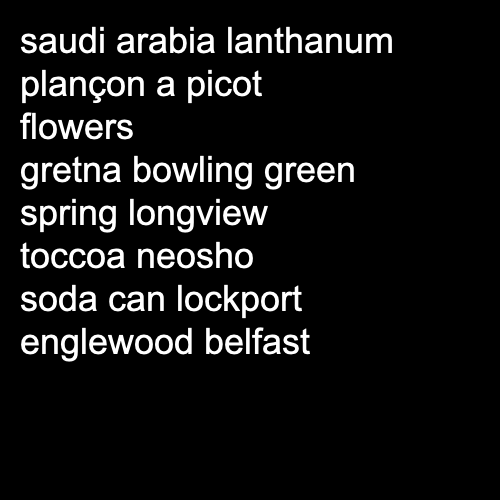 saudi arabia lanthanum
plançon a picot
flowers
gretna bowling green
spring longview
toccoa neosho
soda can lockport
englewood belfast